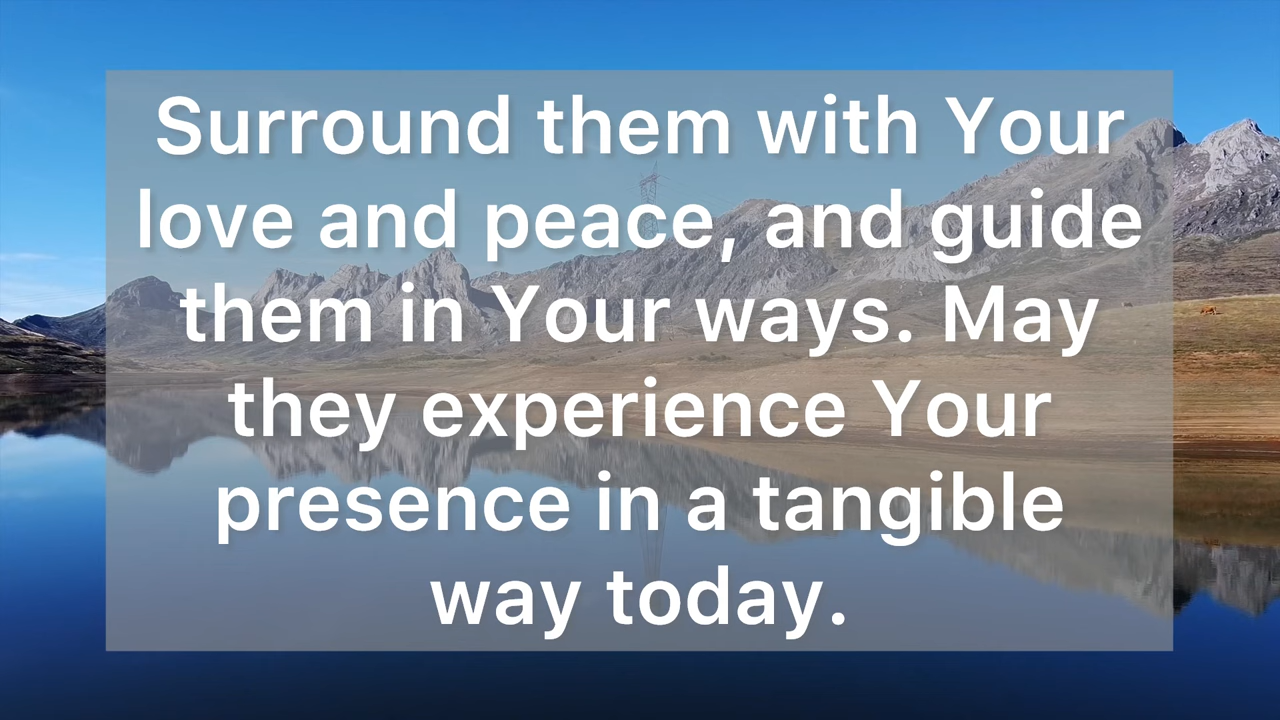 Surround them with Your
love and peace, and guide
them in Your ways. May
they experience Your
presence in a tangible
way today.